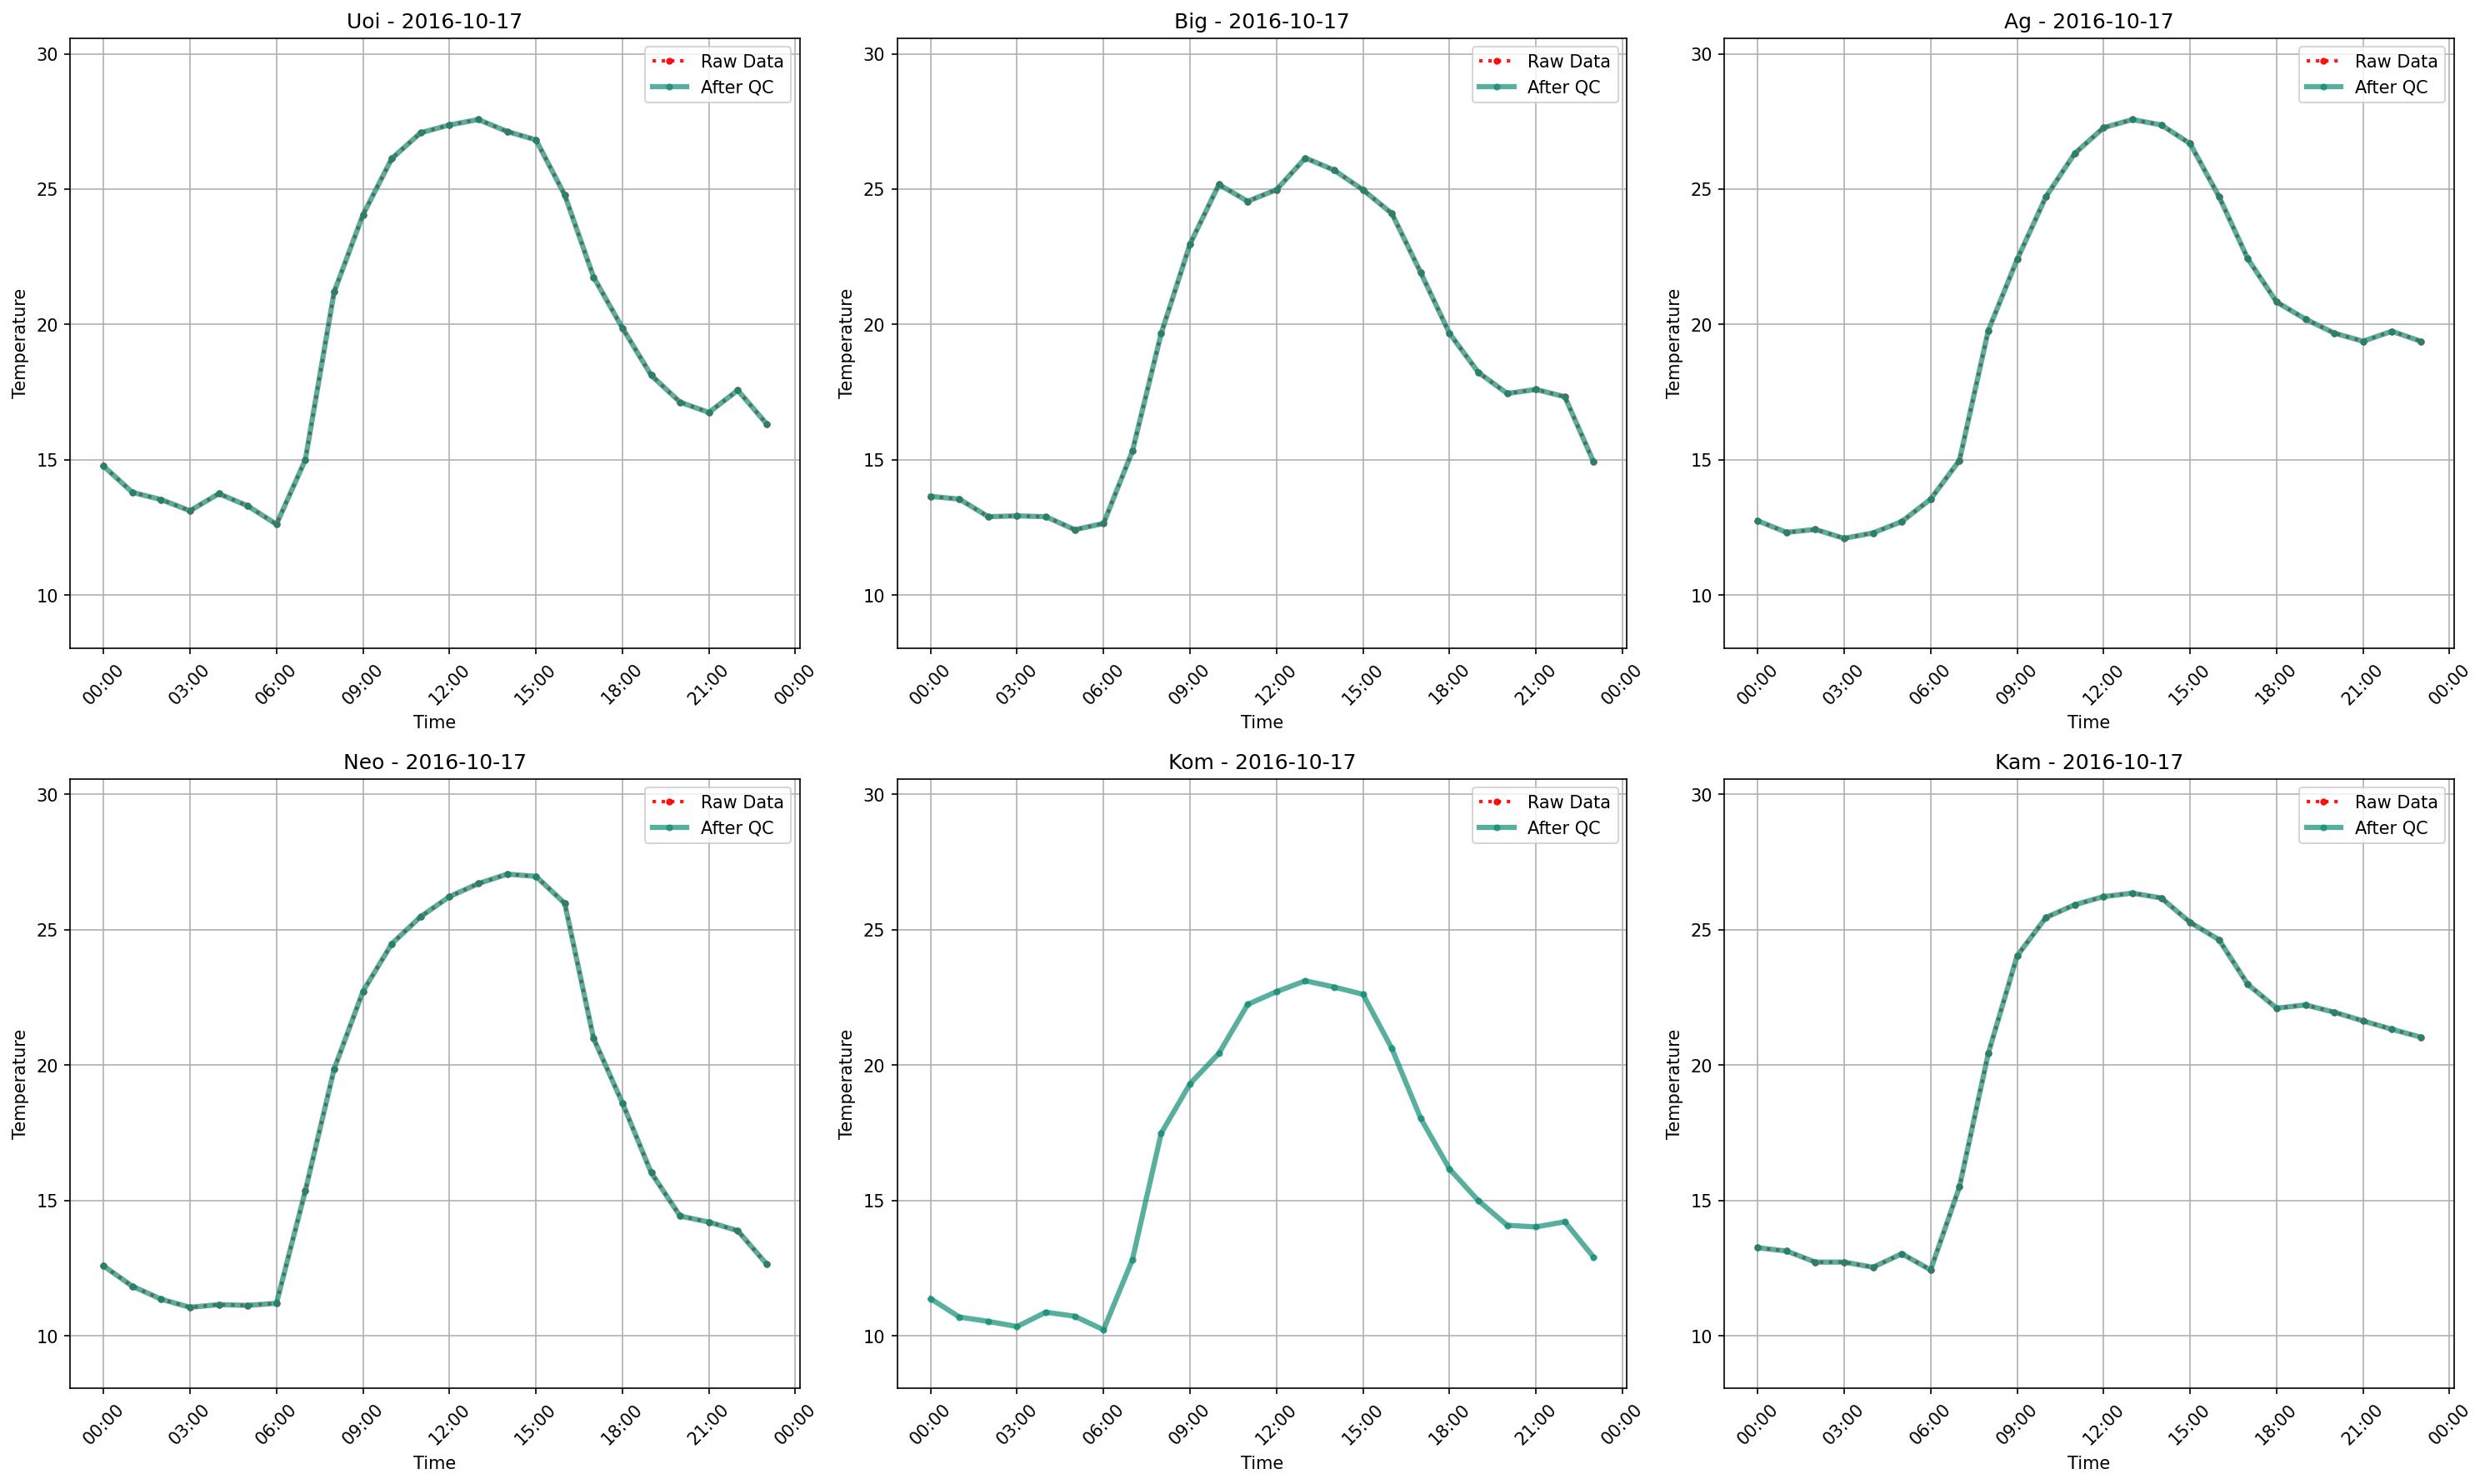 Uoi - 2016-10-17
Temperature
30
25
20
15
10
Raw Data
After QC
00:00
03:00
06:00
09:00
12:00
15:00
18:00
21:00
00:00
Time
Big - 2016-10-17
Temperature
30
25
20
15
10
Raw Data
After QC
00:00
03:00
06:00
09:00
12:00
15:00
18:00
21:00
00:00
Time
Ag - 2016-10-17
Temperature
30
25
20
15
10
Raw Data
After QC
00:00
03:00
06:00
09:00
12:00
15:00
18:00
21:00
00:00
Time
Neo - 2016-10-17
Temperature
30
25
20
15
10
Raw Data
After QC
00:00
03:00
06:00
09:00
12:00
15:00
18:00
21:00
00:00
Time
Kom - 2016-10-17
Temperature
30
25
20
15
10
Raw Data
After QC
00:00
03:00
06:00
09:00
12:00
15:00
18:00
21:00
00:00
Time
Kam - 2016-10-17
Temperature
30
25
20
15
10
Raw Data
After QC
00:00
03:00
06:00
09:00
12:00
15:00
18:00
21:00
00:00
Time